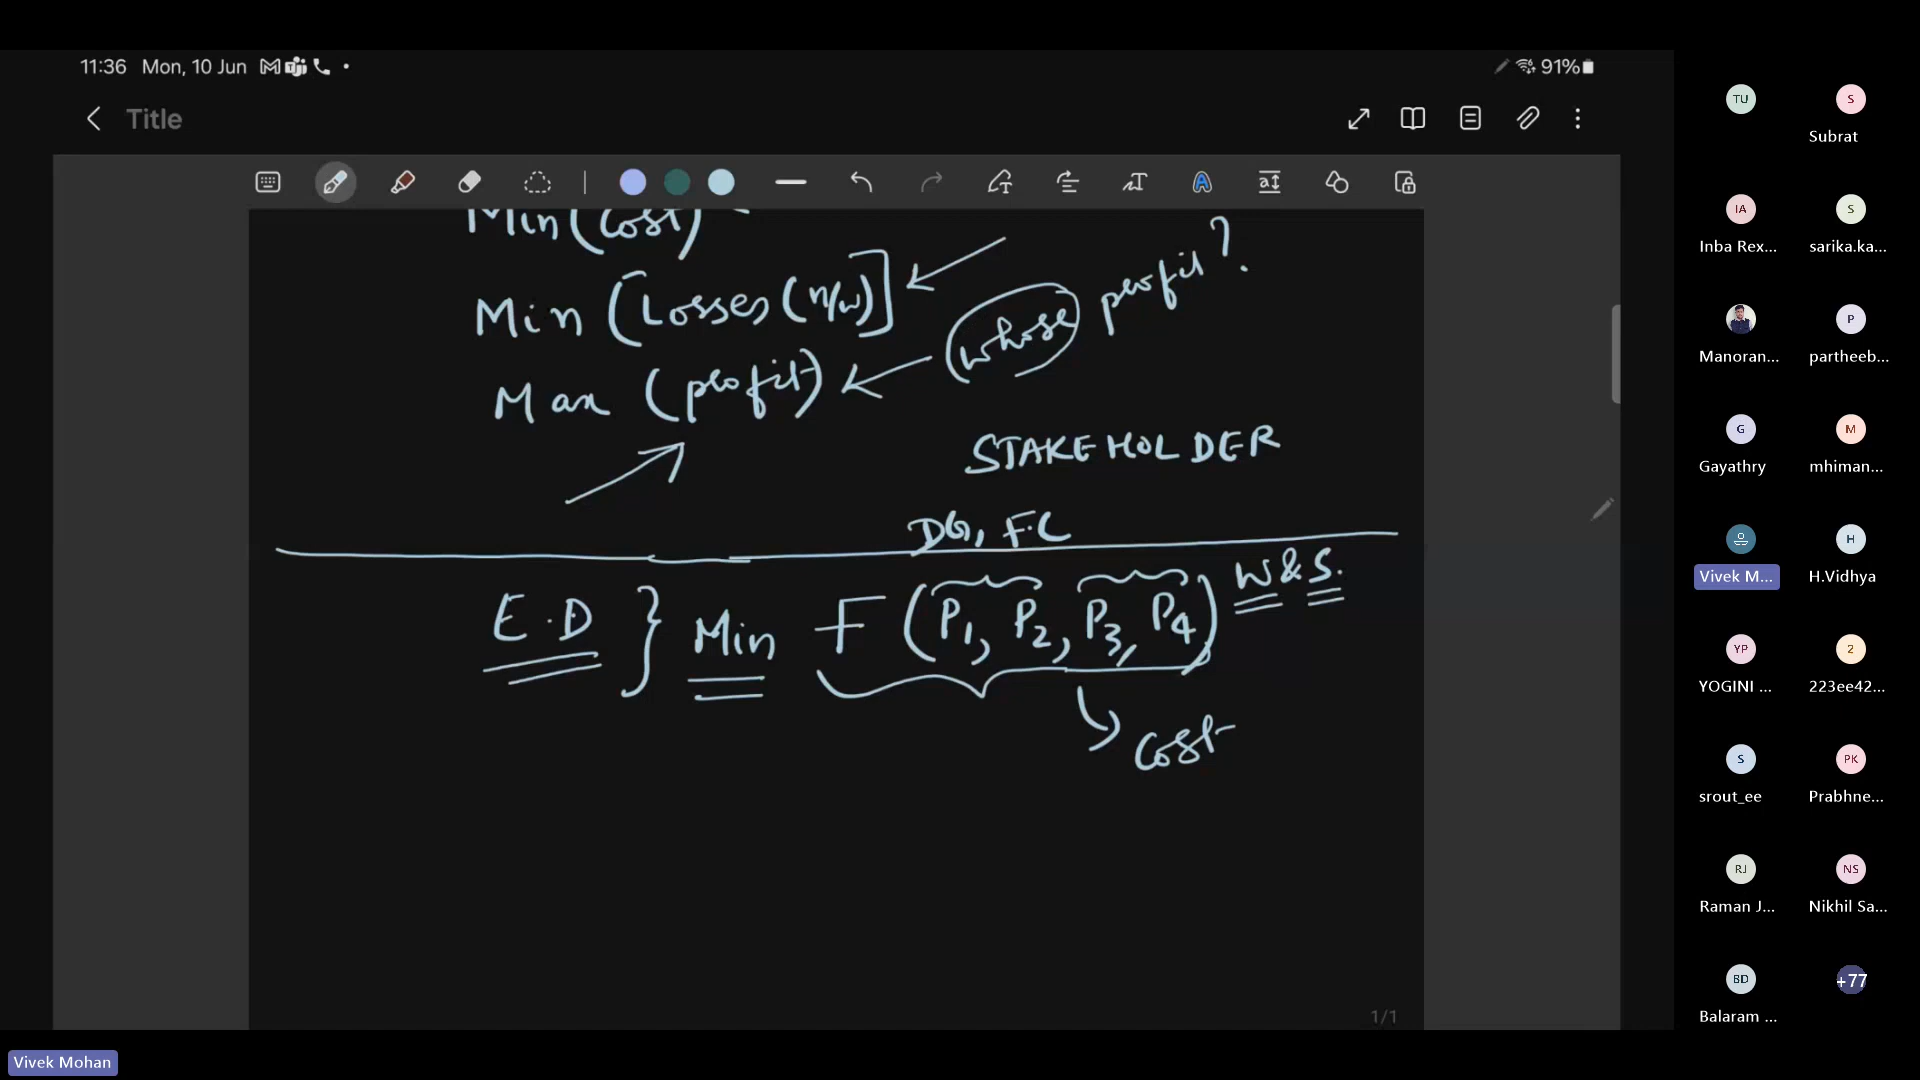 11:36 Mon, 10 Jun
91%
Title
Min (Cost)
Min (Losses (n/w)]
whose profit?
Max (profit)
STAKEHOLDER
DG, F.C
E.D } Min F (P1, P2, P3, P4) W & S.
Cost
1/1
TU
S
Subrat
IA
Inba Rex...
S
sarika.ka...
Manoran...
P
partheeb...
G
Gayathry
M
mhiman...
Vivek M...
H
H.Vidhya
YP
YOGINI ...
2
223ee42...
S
srout_ee
PK
Prabhne...
RJ
Raman J...
NS
Nikhil Sa...
BD
Balaram ...
+77
Vivek Mohan